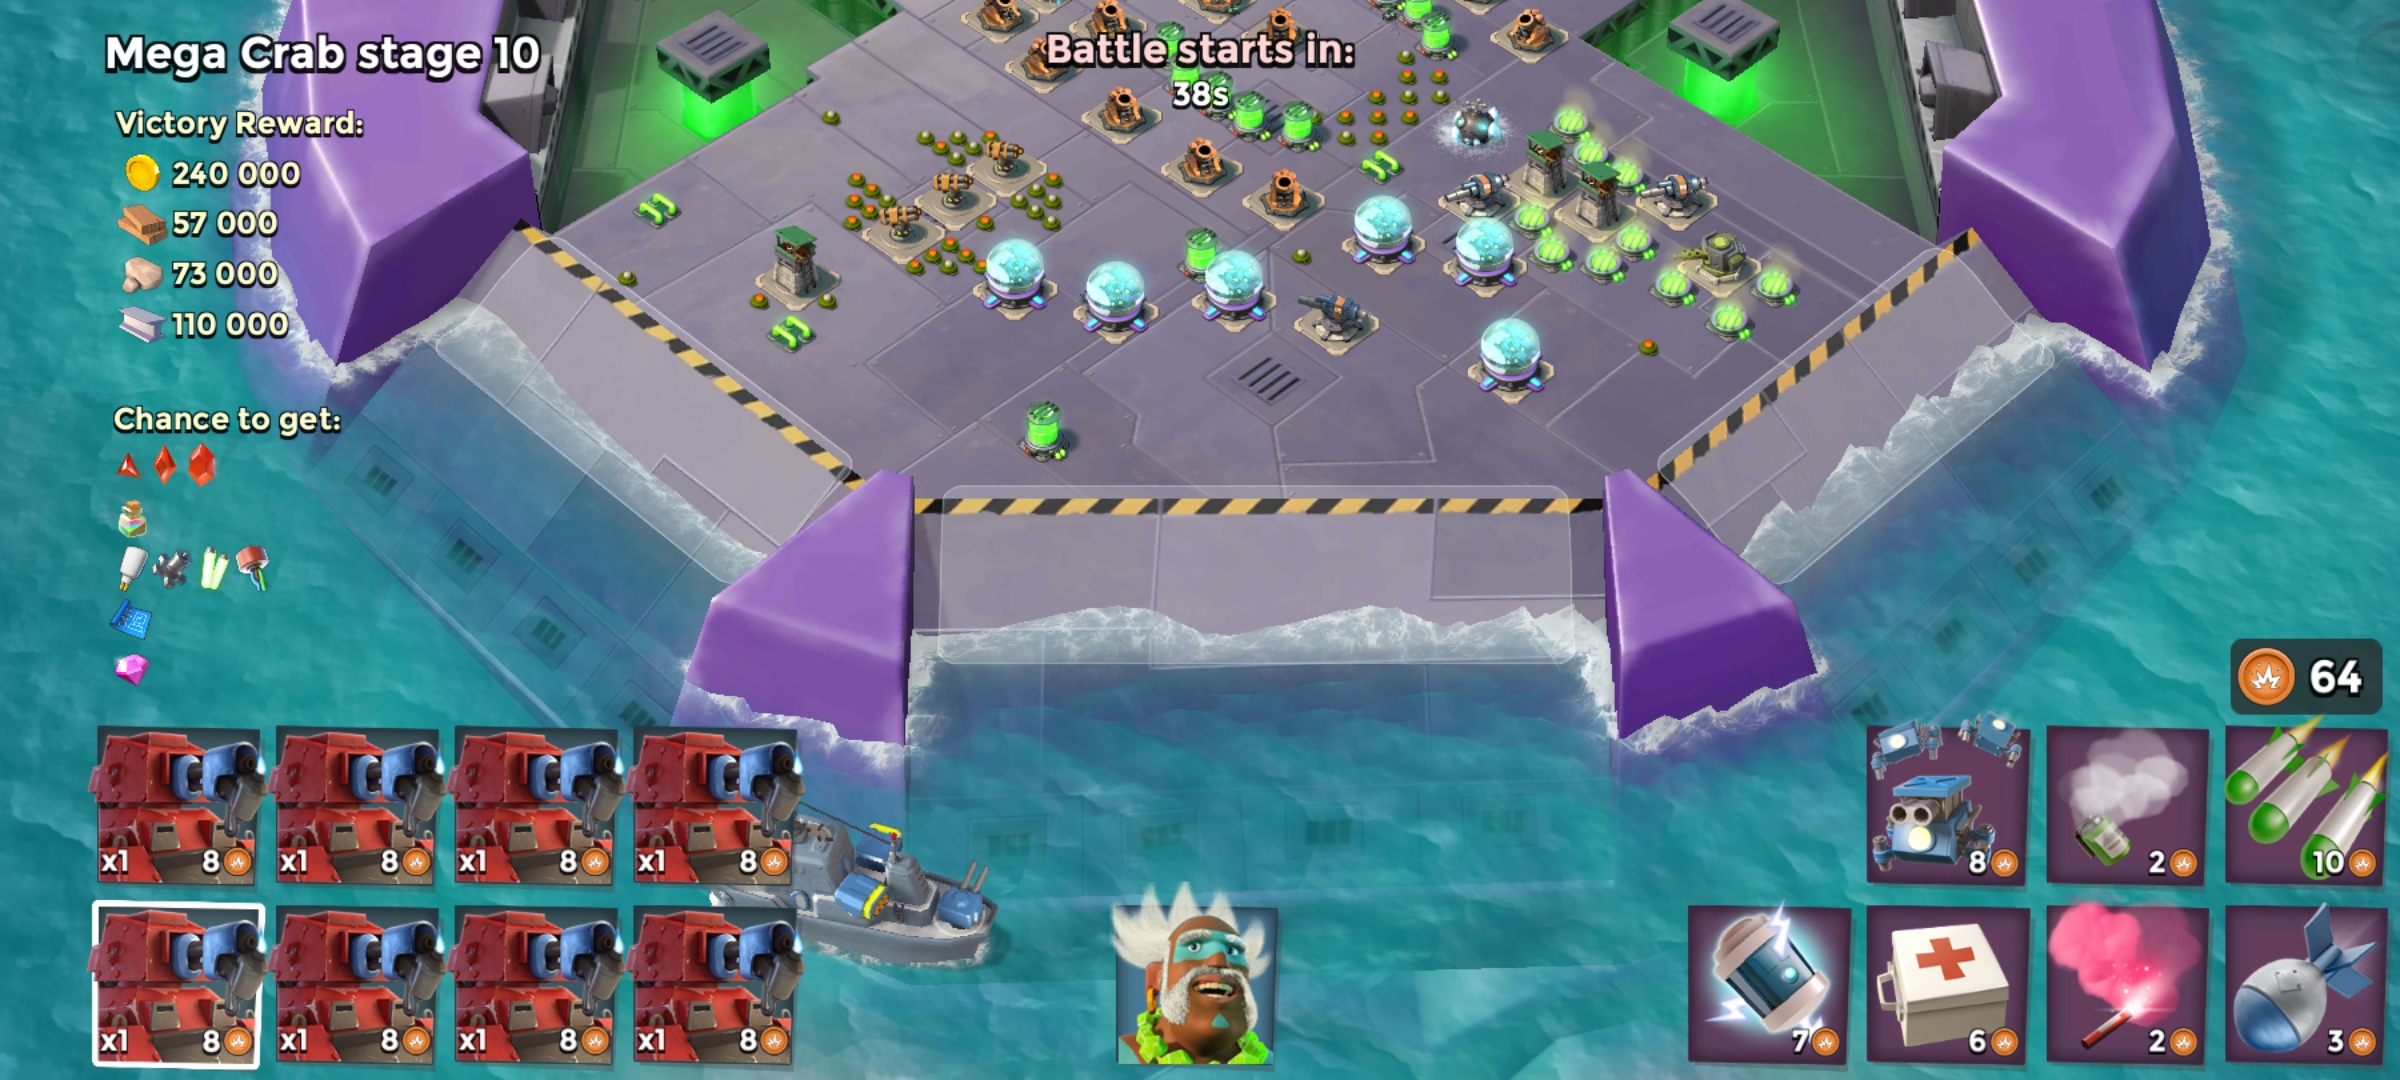 Mega Crab stage 10
Battle starts in:
38s
Victory Reward:
240 000
57 000
73 000
110 000
Chance to get:
64
x1 8
x1 8
x1 8
x1 8
8
2
10
x1 8
x1 8
x1 8
x1 8
7
6
2
3